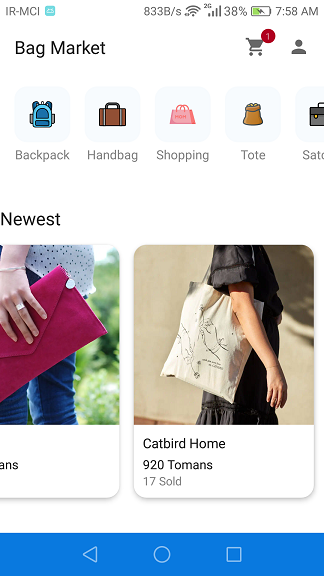 IR-MCI 833B/s 2G 38% 7:58 AM
Bag Market
1
Backpack Handbag Shopping Tote Satc
Newest
Catbird Home
ans 920 Tomans
17 Sold